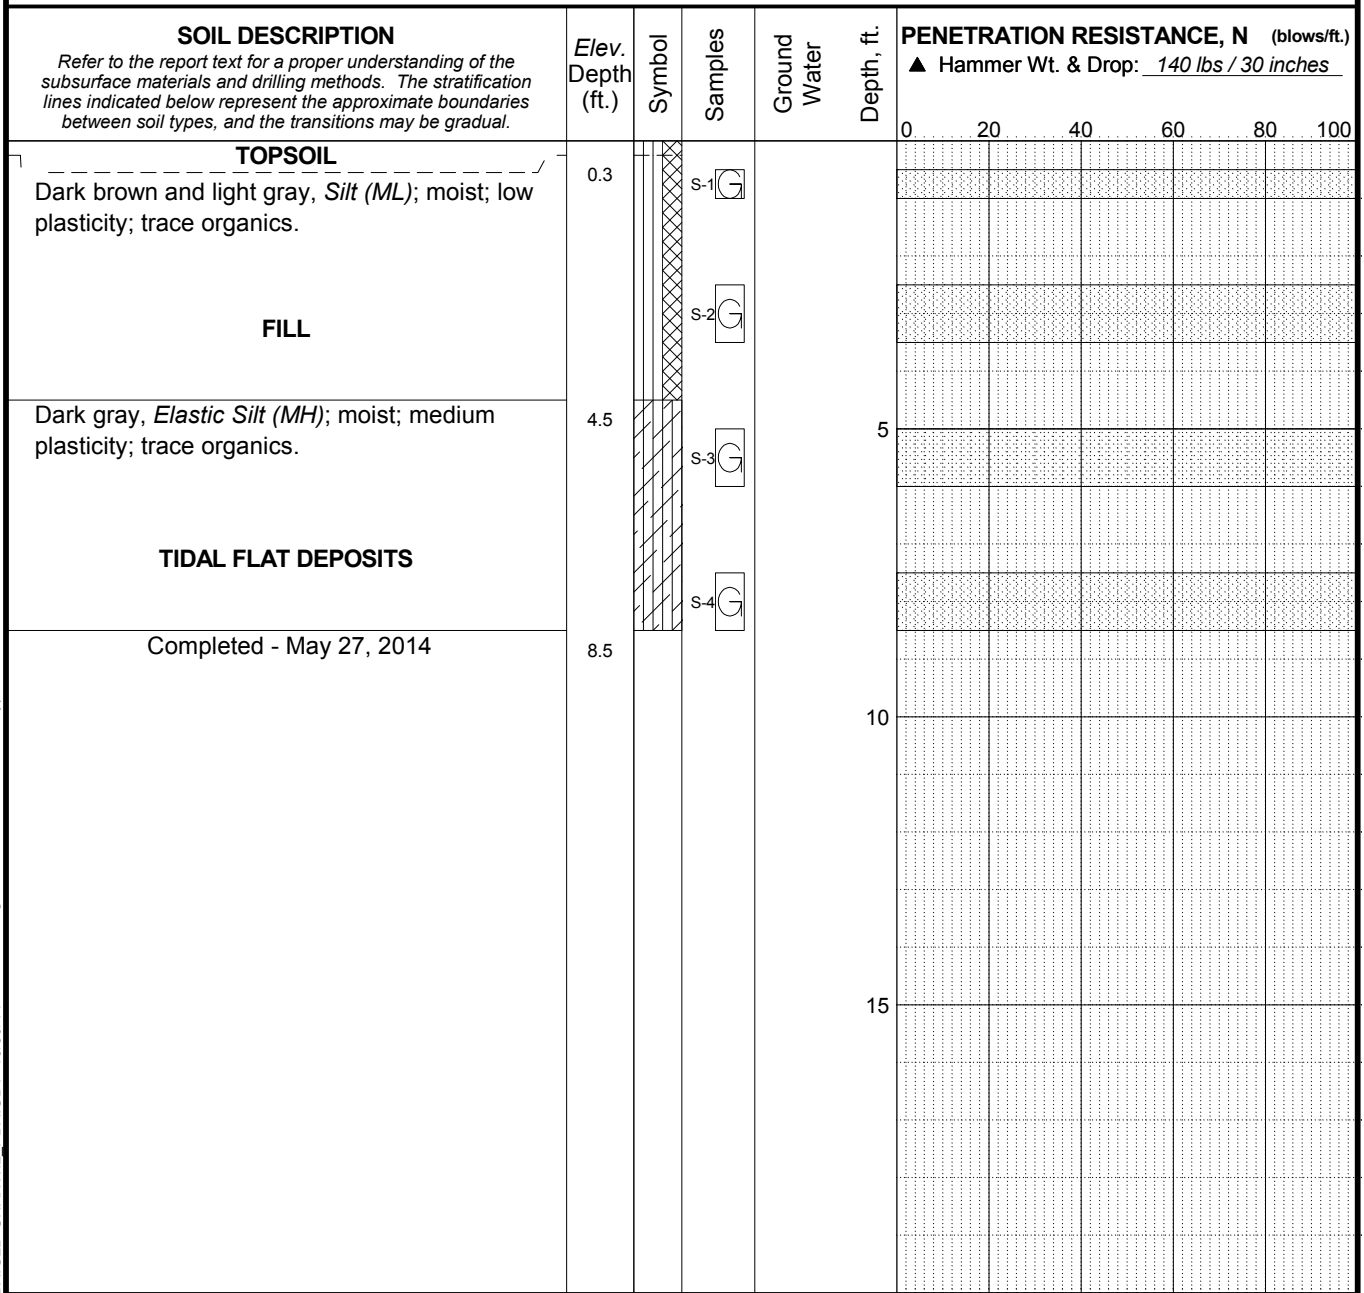 SOIL DESCRIPTION
Refer to the report text for a proper understanding of the
subsurface materials and drilling methods. The stratification
lines indicated below represent the approximate boundaries
between soil types, and the transitions may be gradual.
Elev.
Depth
(ft.)
Symbol
Samples
Ground
Water
Depth, ft.
PENETRATION RESISTANCE, N (blows/ft.)
▲ Hammer Wt. & Drop: 140 lbs / 30 inches
0 20 40 60 80 100
TOPSOIL
0.3
Dark brown and light gray, Silt (ML); moist; low
plasticity; trace organics.
S-1 G
S-2 G
FILL
Dark gray, Elastic Silt (MH); moist; medium
plasticity; trace organics.
4.5
5
S-3 G
TIDAL FLAT DEPOSITS
S-4 G
Completed - May 27, 2014
8.5
10
15